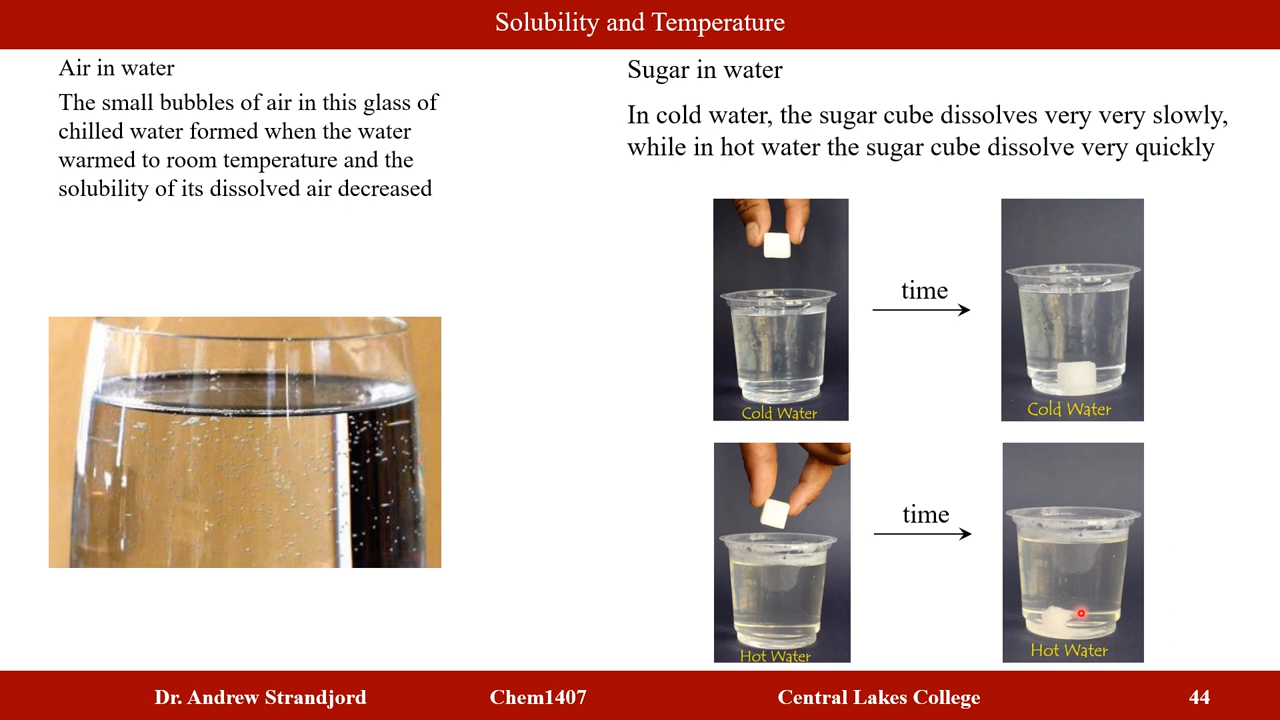 Solubility and Temperature
Air in water
The small bubbles of air in this glass of
chilled water formed when the water
warmed to room temperature and the
solubility of its dissolved air decreased
Sugar in water
In cold water, the sugar cube dissolves very very slowly,
while in hot water the sugar cube dissolve very quickly
time
Cold Water
Cold Water
time
Hot Water
Hot Water
Dr. Andrew Strandjord Chem1407 Central Lakes College 44